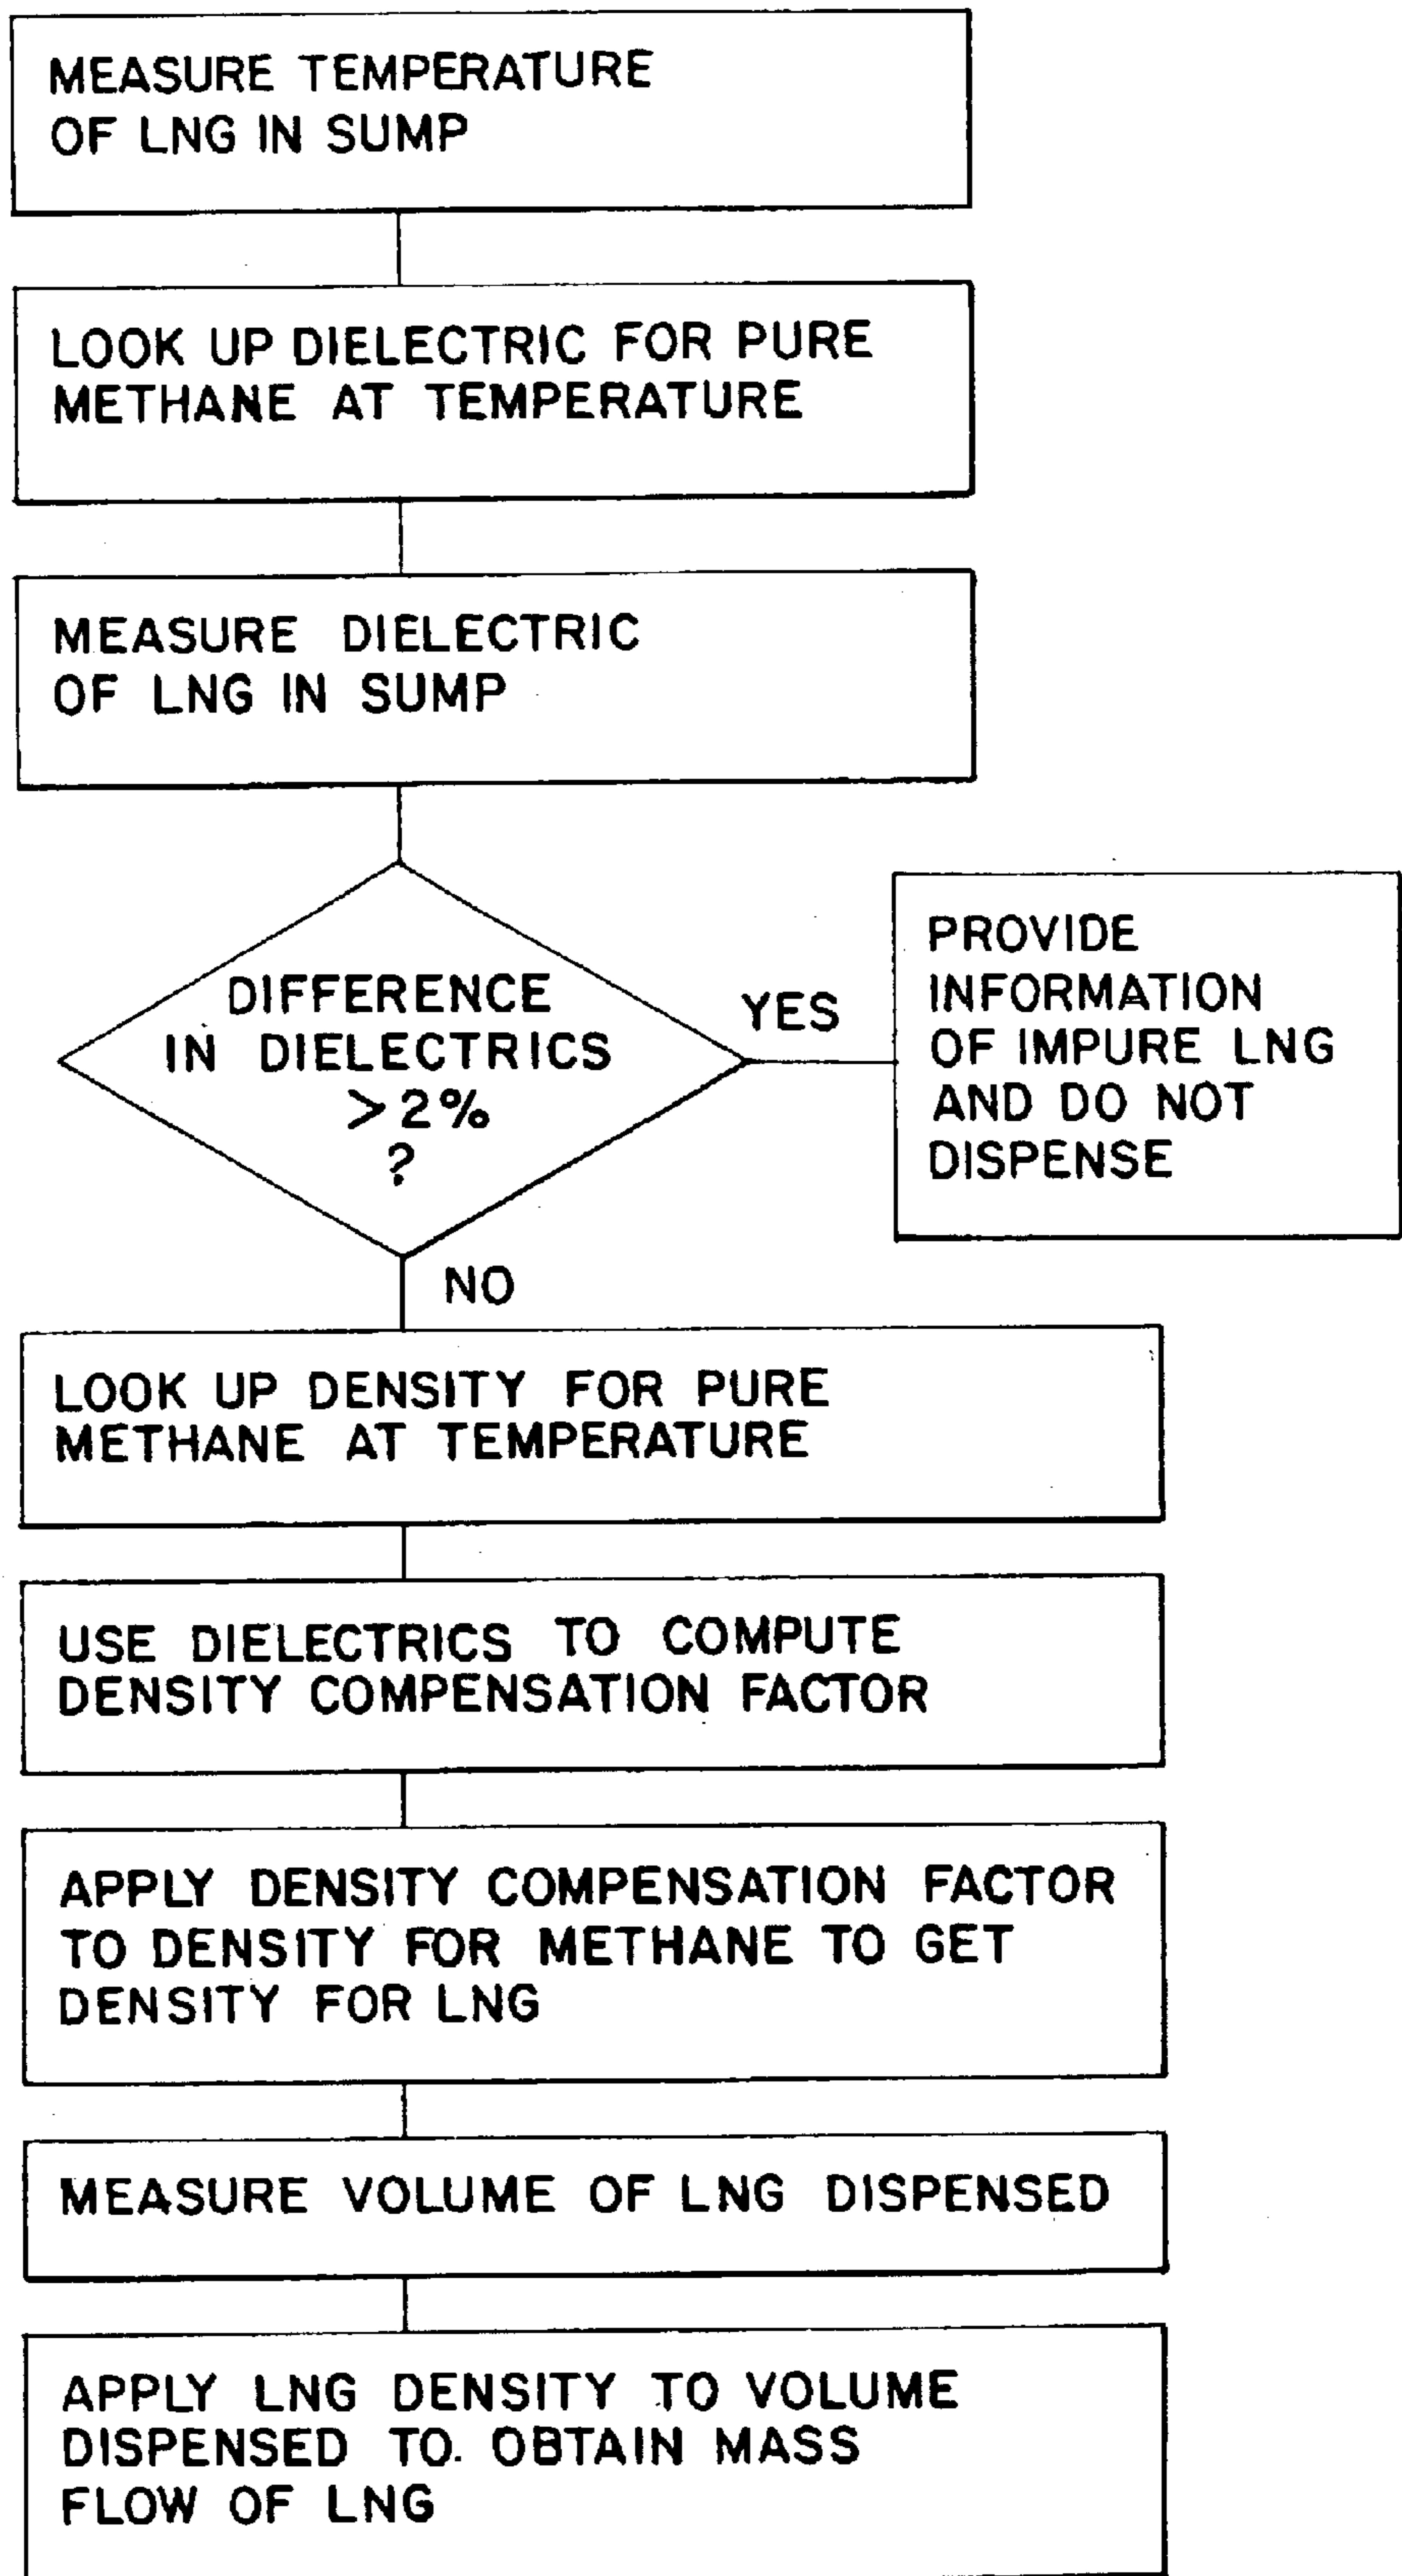 MEASURE TEMPERATURE
OF LNG IN SUMP
LOOK UP DIELECTRIC FOR PURE
METHANE AT TEMPERATURE
MEASURE DIELECTRIC
OF LNG IN SUMP
DIFFERENCE
IN DIELECTRICS
>2%
?
YES
PROVIDE
INFORMATION
OF IMPURE LNG
AND DO NOT
DISPENSE
NO
LOOK UP DENSITY FOR PURE
METHANE AT TEMPERATURE
USE DIELECTRICS TO COMPUTE
DENSITY COMPENSATION FACTOR
APPLY DENSITY COMPENSATION FACTOR
TO DENSITY FOR METHANE TO GET
DENSITY FOR LNG
MEASURE VOLUME OF LNG DISPENSED
APPLY LNG DENSITY TO VOLUME
DISPENSED TO. OBTAIN MASS
FLOW OF LNG